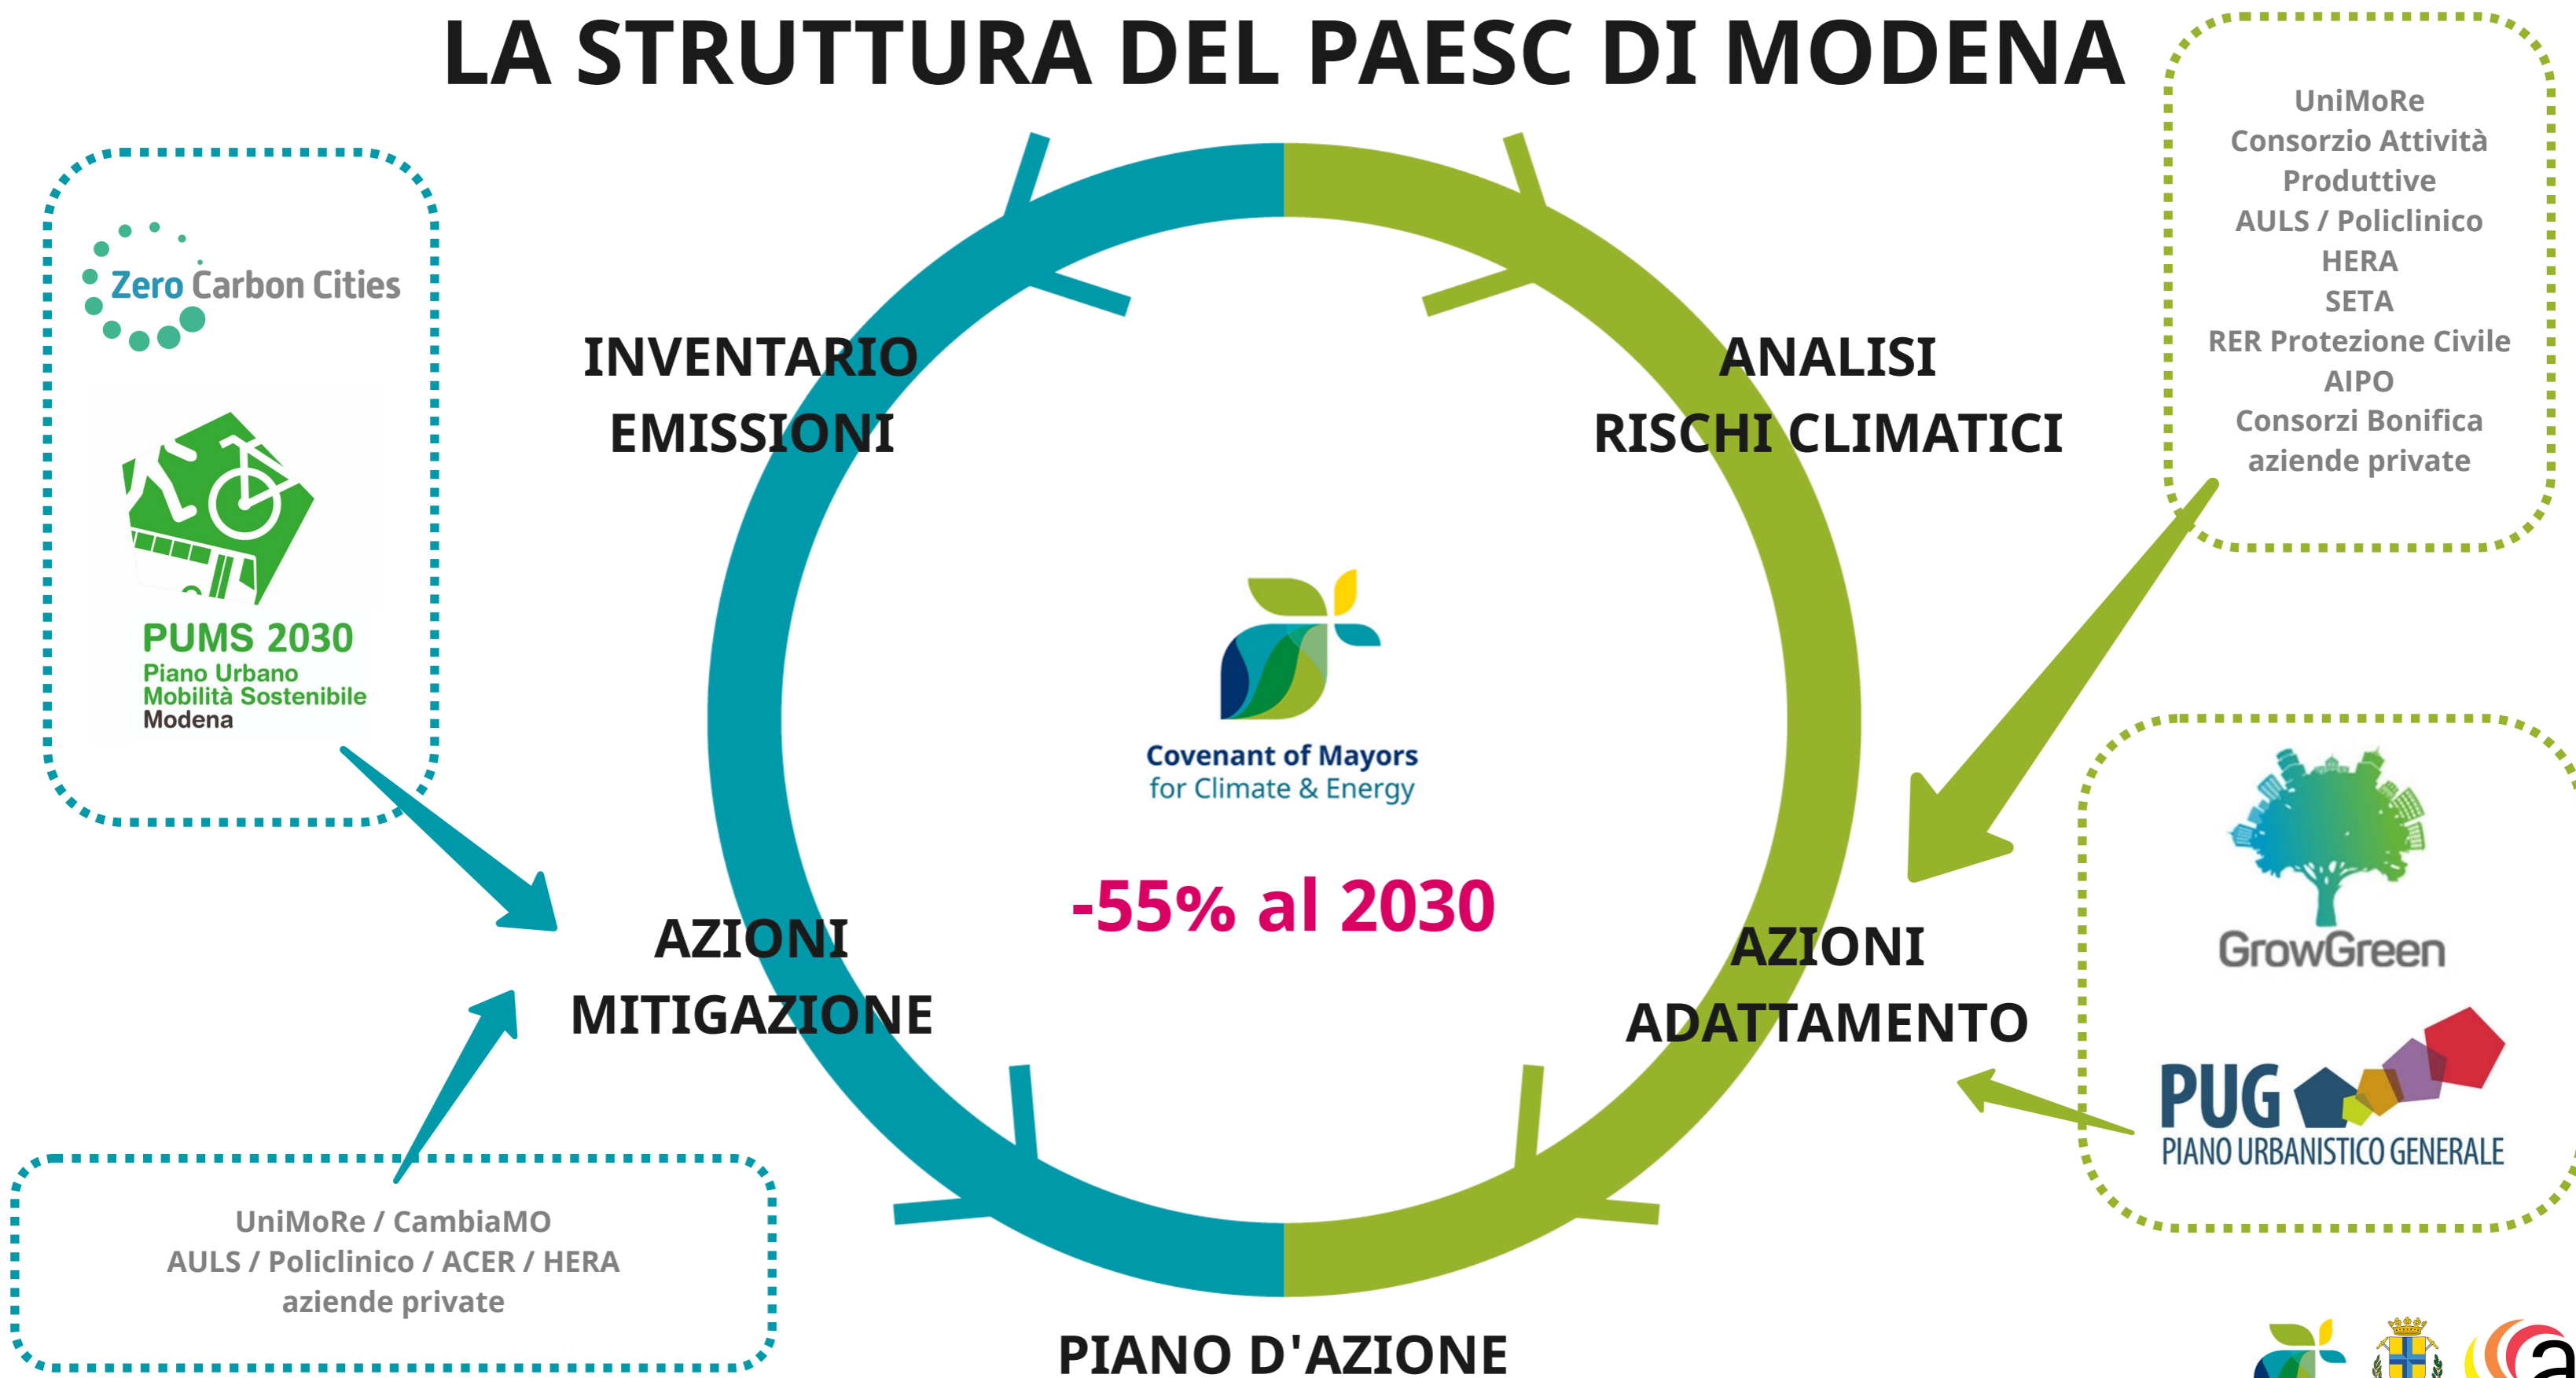 LA STRUTTURA DEL PAESC DI MODENA
Zero Carbon Cities
PUMS 2030
Piano Urbano
Mobilità Sostenibile
Modena
INVENTARIO
EMISSIONI
ANALISI
RISCHI CLIMATICI
UniMoRe
Consorzio Attività
Produttive
AULS / Policlinico
HERA
SETA
RER Protezione Civile
AIPO
Consorzi Bonifica
aziende private
Covenant of Mayors
for Climate & Energy
-55% al 2030
AZIONI
MITIGAZIONE
AZIONI
ADATTAMENTO
GrowGreen
PUG
PIANO URBANISTICO GENERALE
UniMoRe / CambiaMO
AULS / Policlinico / ACER / HERA
aziende private
PIANO D'AZIONE